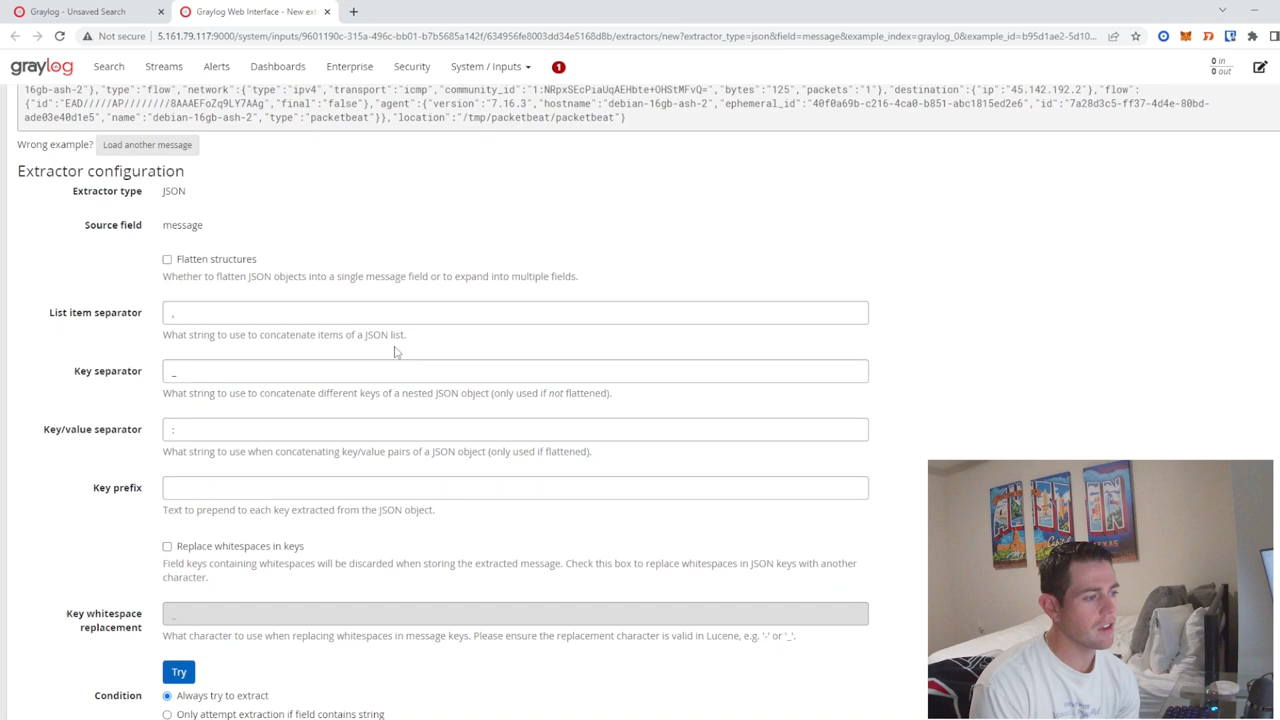 Graylog - Unsaved Search
Graylog Web Interface - New ext
Not secure | 5.161.79.117:9000/system/inputs/9601190c-315a-496c-bb01-b7b5685a142f/634956fe8003dd34e5168d8b/extractors/new?extractor_type=json&field=message&example_index=graylog_0&example_id=b95d1ae2-5d10...
graylog Search Streams Alerts Dashboards Enterprise Security System / Inputs 1 0 in
0 out
16gb-ash-2"},"type":"flow","network":{"type":"ipv4","transport":"icmp","community_id":"1:NRpxSEcPiaUqAEHbte+OHStMFvQ=","bytes":"125","packets":"1"},"destination":{"ip":"45.142.192.2"},"flow":
{"id":"EAD/////AP////////8AAAEFoZq9LY7AAg","final":"false"},"agent":{"version":"7.16.3","hostname":"debian-16gb-ash-2","ephemeral_id":"40f0a69b-c216-4ca0-b851-abc1815ed2e6","id":"7a28d3c5-ff37-4d4e-80bd-
ade03e40d1e5","name":"debian-16gb-ash-2","type":"packetbeat"}},"location":"/tmp/packetbeat/packetbeat"}
Wrong example? Load another message
Extractor configuration
Extractor type JSON
Source field message
Flatten structures
Whether to flatten JSON objects into a single message field or to expand into multiple fields.
List item separator ,
What string to use to concatenate items of a JSON list.
Key separator _
What string to use to concatenate different keys of a nested JSON object (only used if not flattened).
Key/value separator :
What string to use when concatenating key/value pairs of a JSON object (only used if flattened).
Key prefix
Text to prepend to each key extracted from the JSON object.
Replace whitespaces in keys
Field keys containing whitespaces will be discarded when storing the extracted message. Check this box to replace whitespaces in JSON keys with another
character.
Key whitespace
replacement _
What character to use when replacing whitespaces in message keys. Please ensure the replacement character is valid in Lucene, e.g. '-' or '_'.
Try
Condition Always try to extract
Only attempt extraction if field contains string
AUSTIN
TEXAS